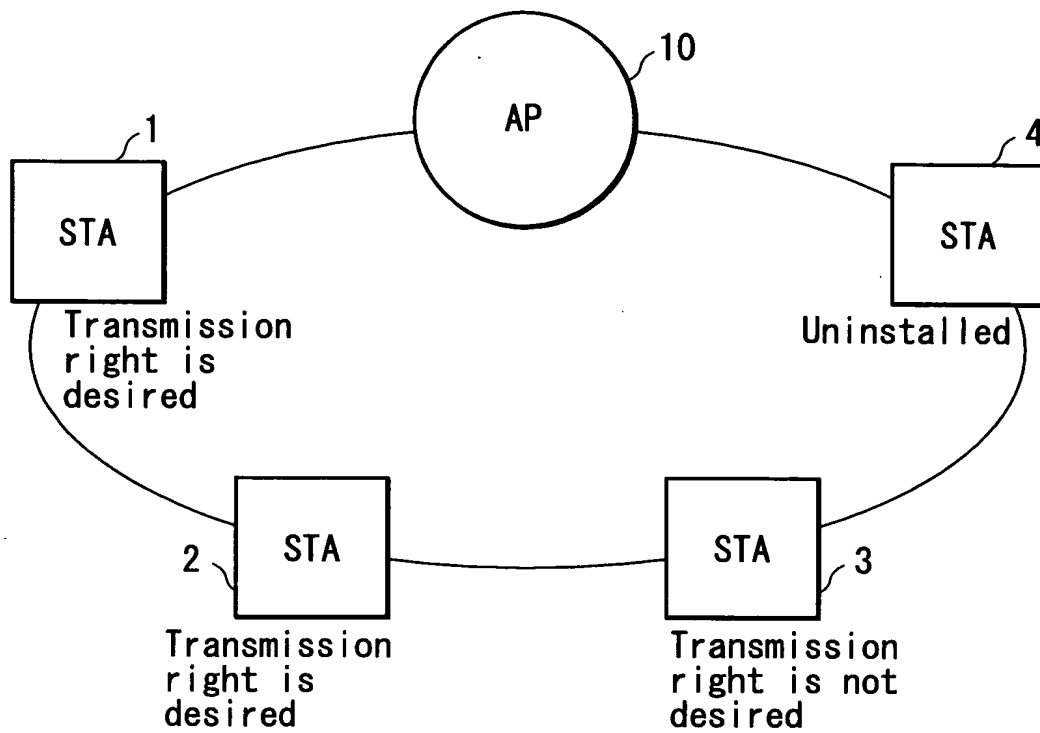 10
AP
1
STA
Transmission
right is
desired
4
STA
Uninstalled
2
STA
Transmission
right is
desired
STA
3
Transmission
right is not
desired